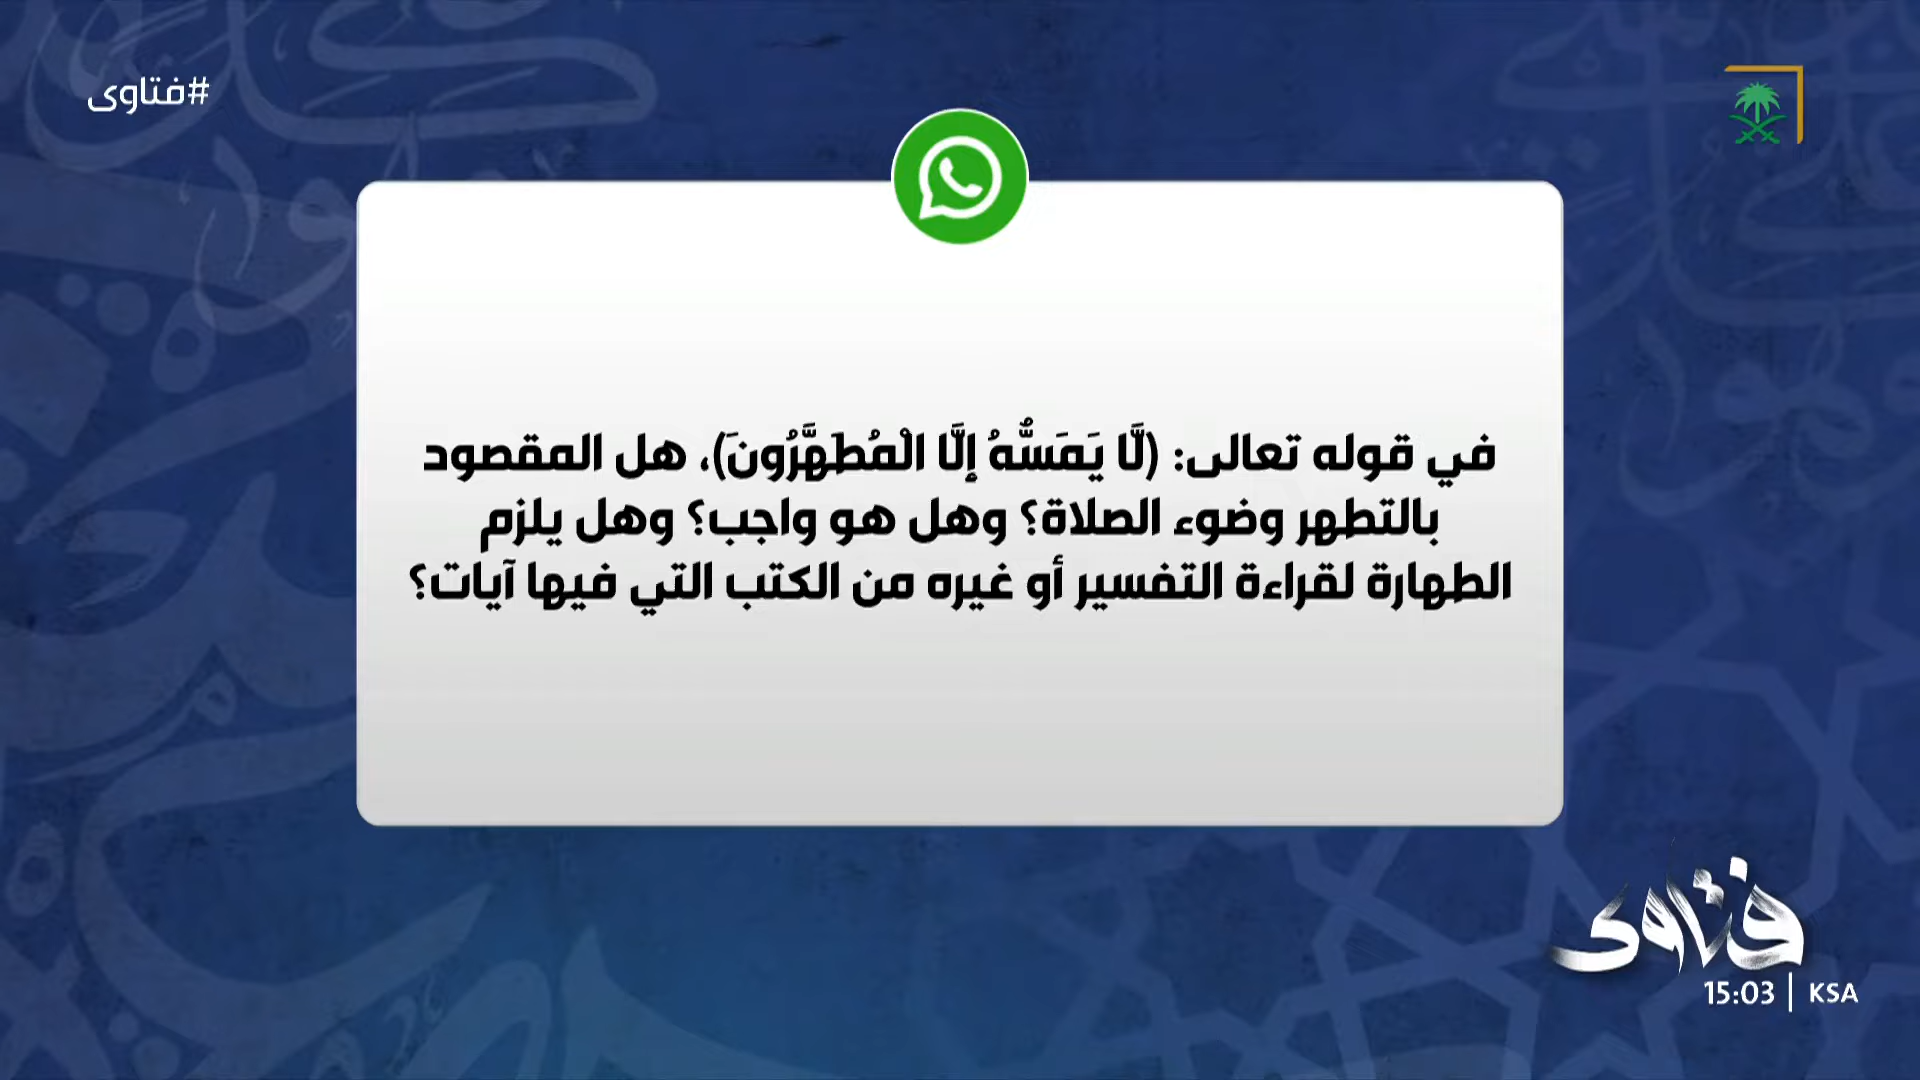 #فتاوى
في قوله تعالى: (لَّا يَمَسُّهُ إِلَّا الْمُطَهَّرُونَ)، هل المقصود
بالتطهر وضوء الصلاة؟ وهل هو واجب؟ وهل يلزم
الطهارة لقراءة التفسير أو غيره من الكتب التي فيها آيات؟
فتاوى
15:03 | KSA